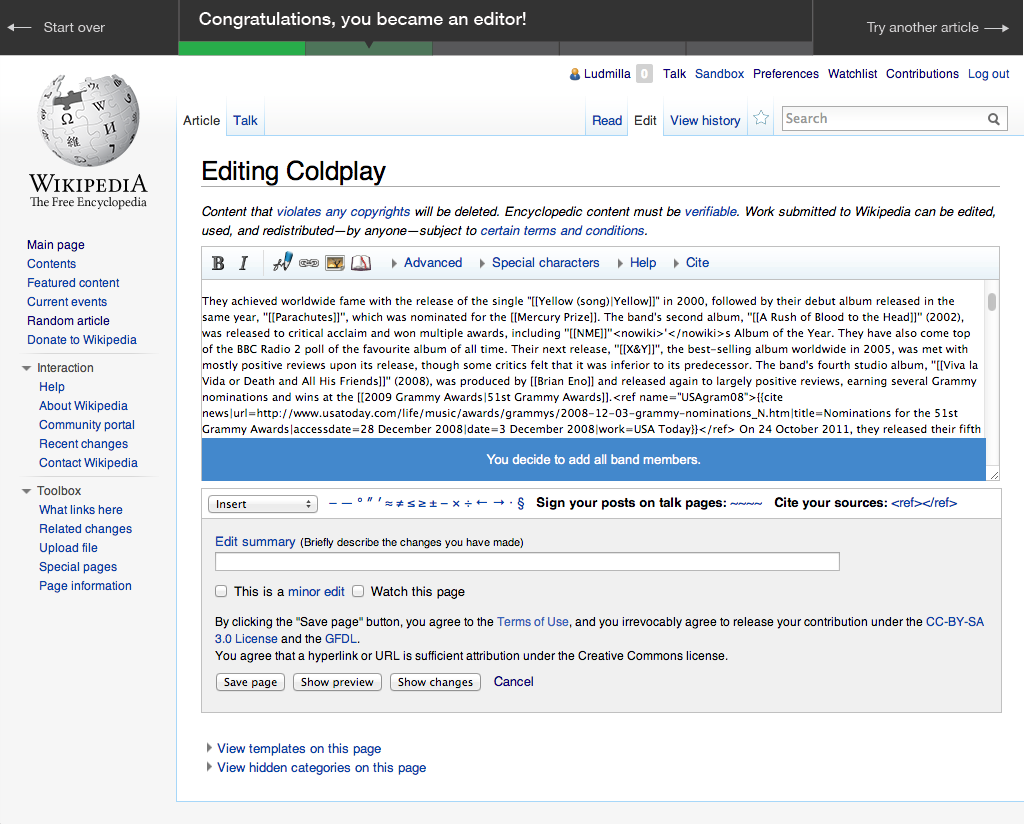 Start over
Congratulations, you became an editor!
Try another article
Ludmilla 0 Talk Sandbox Preferences Watchlist Contributions Log out
Article Talk
Read Edit View history
Search
WIKIPEDIA
The Free Encyclopedia
Main page
Contents
Featured content
Current events
Random article
Donate to Wikipedia
Interaction
Help
About Wikipedia
Community portal
Recent changes
Contact Wikipedia
Toolbox
What links here
Related changes
Upload file
Special pages
Page information
Editing Coldplay
Content that violates any copyrights will be deleted. Encyclopedic content must be verifiable. Work submitted to Wikipedia can be edited,
used, and redistributed—by anyone—subject to certain terms and conditions.
B I Advanced Special characters Help Cite
They achieved worldwide fame with the release of the single "[[Yellow (song)|Yellow]]" in 2000, followed by their debut album released in the
same year, "[[Parachutes]]", which was nominated for the [[Mercury Prize]]. The band's second album, "[[A Rush of Blood to the Head]]" (2002),
was released to critical acclaim and won multiple awards, including "[[NME]]"<nowiki>'</nowiki>s Album of the Year. They have also come top
of the BBC Radio 2 poll of the favourite album of all time. Their next release, "[[X&Y]]", the best-selling album worldwide in 2005, was met with
mostly positive reviews upon its release, though some critics felt that it was inferior to its predecessor. The band's fourth studio album, "[[Viva la
Vida or Death and All His Friends]]" (2008), was produced by [[Brian Eno]] and released again to largely positive reviews, earning several Grammy
nominations and wins at the [[2009 Grammy Awards|51st Grammy Awards]].<ref name="USAgram08">{{cite
news|url=http://www.usatoday.com/life/music/awards/grammys/2008-12-03-grammy-nominations_N.htm|title=Nominations for the 51st
Grammy Awards|accessdate=28 December 2008|date=3 December 2008|work=USA Today}}</ref> On 24 October 2011, they released their fifth
You decide to add all band members.
Insert – — ° ″ ′ ≈ ≠ ≤ ≥ ± − × ÷ ← → · § Sign your posts on talk pages: ~~~~ Cite your sources: <ref></ref>
Edit summary (Briefly describe the changes you have made)
This is a minor edit Watch this page
By clicking the "Save page" button, you agree to the Terms of Use, and you irrevocably agree to release your contribution under the CC-BY-SA
3.0 License and the GFDL.
You agree that a hyperlink or URL is sufficient attribution under the Creative Commons license.
Save page Show preview Show changes Cancel
View templates on this page
View hidden categories on this page